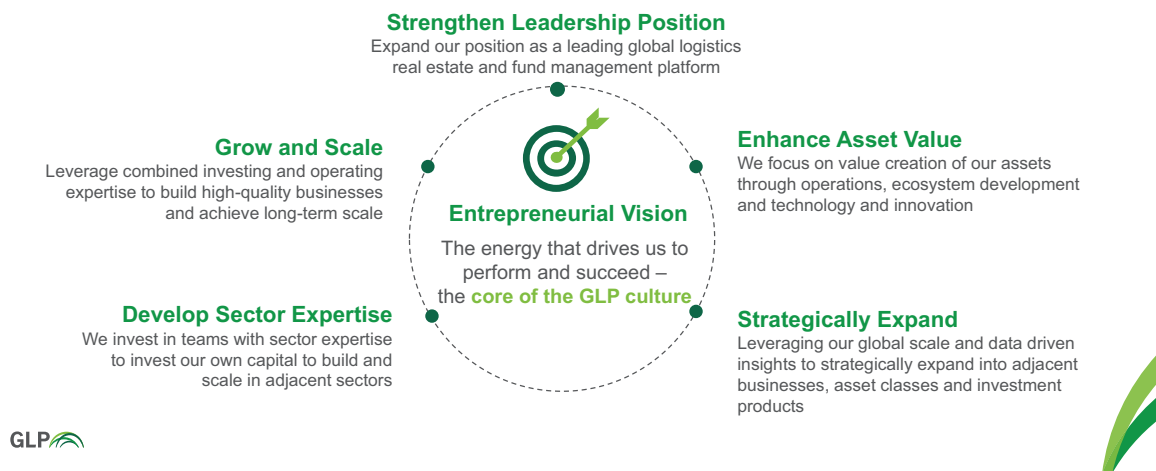 Strengthen Leadership Position
Expand our position as a leading global logistics
real estate and fund management platform
Grow and Scale
Leverage combined investing and operating
expertise to build high-quality businesses
and achieve long-term scale
Enhance Asset Value
We focus on value creation of our assets
through operations, ecosystem development
and technology and innovation
Entrepreneurial Vision
The energy that drives us to
perform and succeed –
the core of the GLP culture
Develop Sector Expertise
We invest in teams with sector expertise
to invest our own capital to build and
scale in adjacent sectors
Strategically Expand
Leveraging our global scale and data driven
insights to strategically expand into adjacent
businesses, asset classes and investment
products
GLP